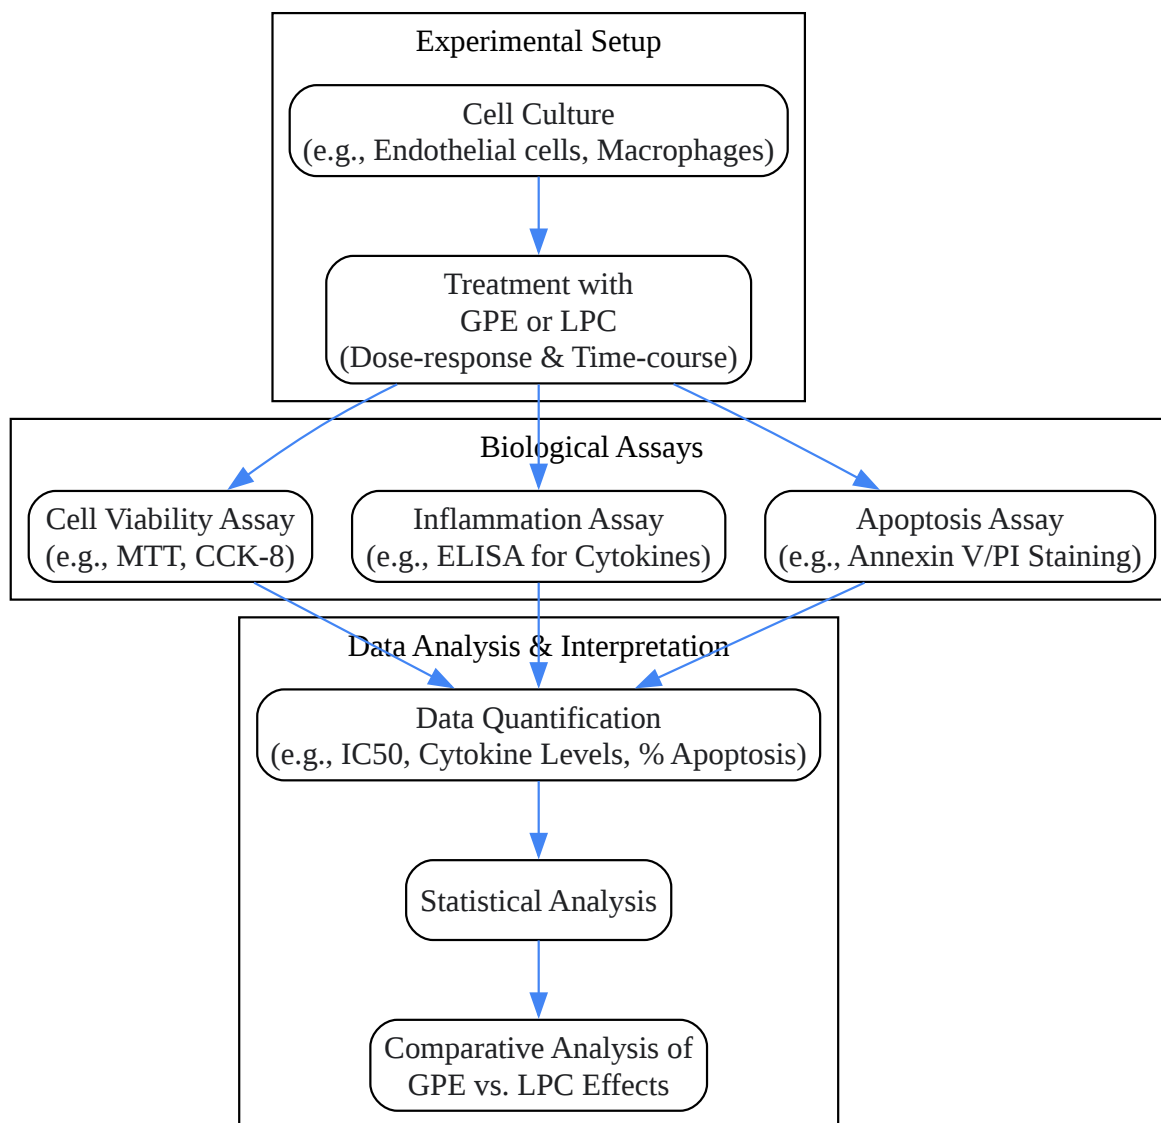 Experimental Setup
Cell Culture
(e.g., Endothelial cells, Macrophages)
Treatment with
GPE or LPC
(Dose-response & Time-course)
Biological Assays
Cell Viability Assay
(e.g., MTT, CCK-8)
Inflammation Assay
(e.g., ELISA for Cytokines)
Apoptosis Assay
(e.g., Annexin V/PI Staining)
Data Analysis & Interpretation
Data Quantification
(e.g., IC50, Cytokine Levels, % Apoptosis)
Statistical Analysis
Comparative Analysis of
GPE vs. LPC Effects